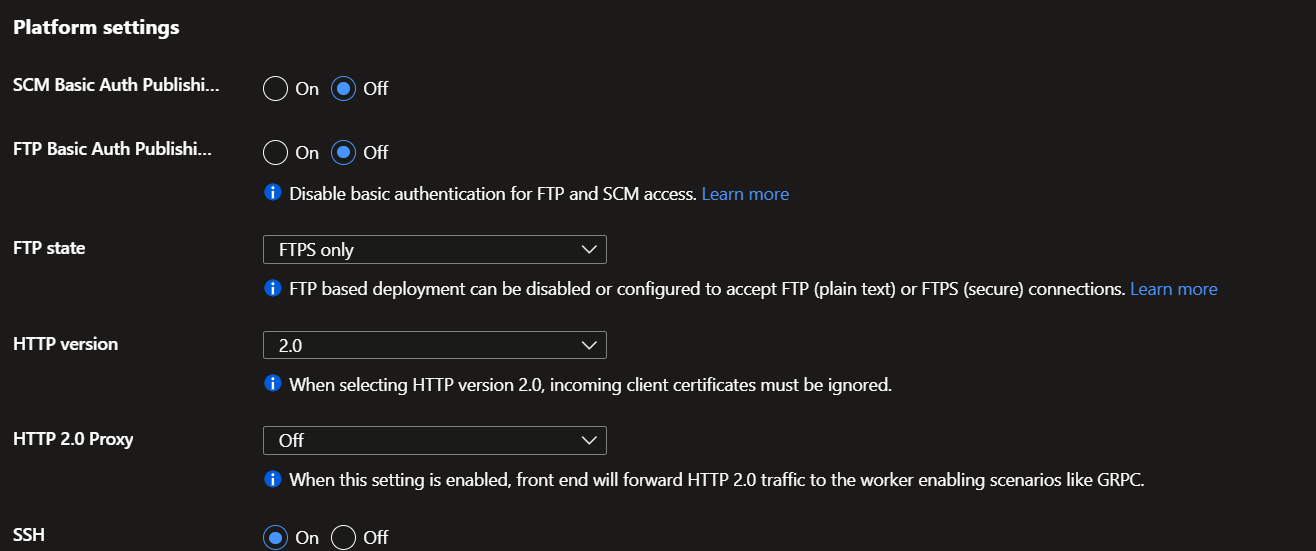 Platform settings
SCM Basic Auth Publishi...
On Off
FTP Basic Auth Publishi...
On Off
Disable basic authentication for FTP and SCM access. Learn more
FTP state
FTPS only
FTP based deployment can be disabled or configured to accept FTP (plain text) or FTPS (secure) connections. Learn more
HTTP version
2.0
When selecting HTTP version 2.0, incoming client certificates must be ignored.
HTTP 2.0 Proxy
Off
When this setting is enabled, front end will forward HTTP 2.0 traffic to the worker enabling scenarios like GRPC.
SSH
On Off